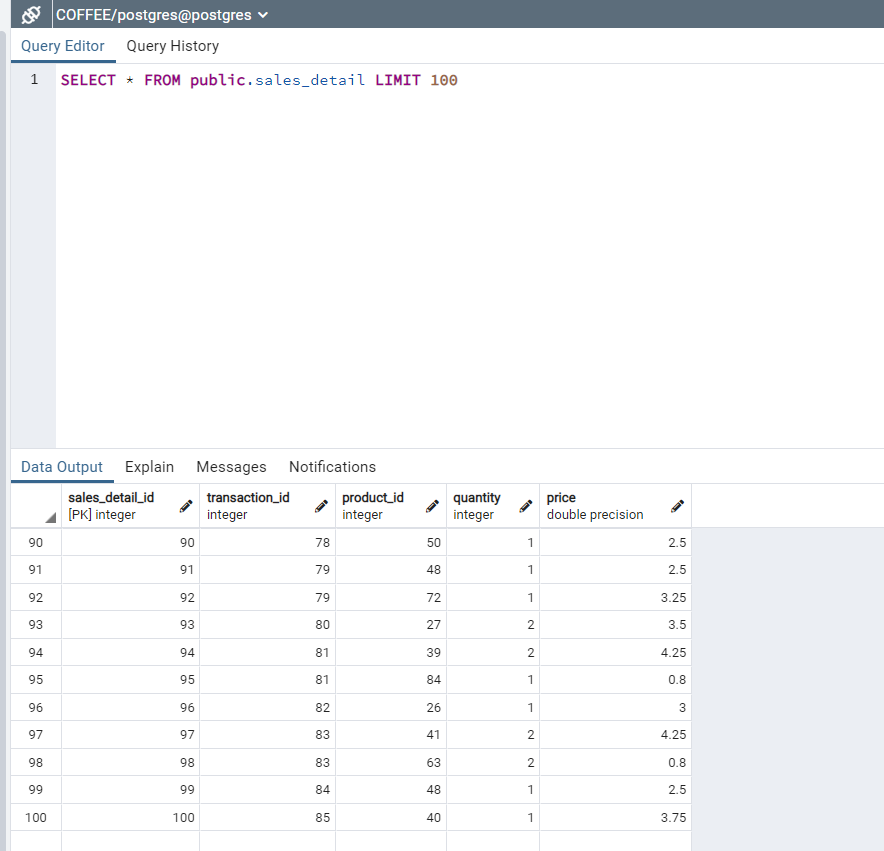 COFFEE/postgres@postgres
Query Editor Query History
1 SELECT * FROM public.sales_detail LIMIT 100
Data Output Explain Messages Notifications
sales_detail_id transaction_id product_id quantity price
[PK] integer integer integer integer double precision
90 90 78 50 1 2.5
91 91 79 48 1 2.5
92 92 79 72 1 3.25
93 93 80 27 2 3.5
94 94 81 39 2 4.25
95 95 81 84 1 0.8
96 96 82 26 1 3
97 97 83 41 2 4.25
98 98 83 63 2 0.8
99 99 84 48 1 2.5
100 100 85 40 1 3.75